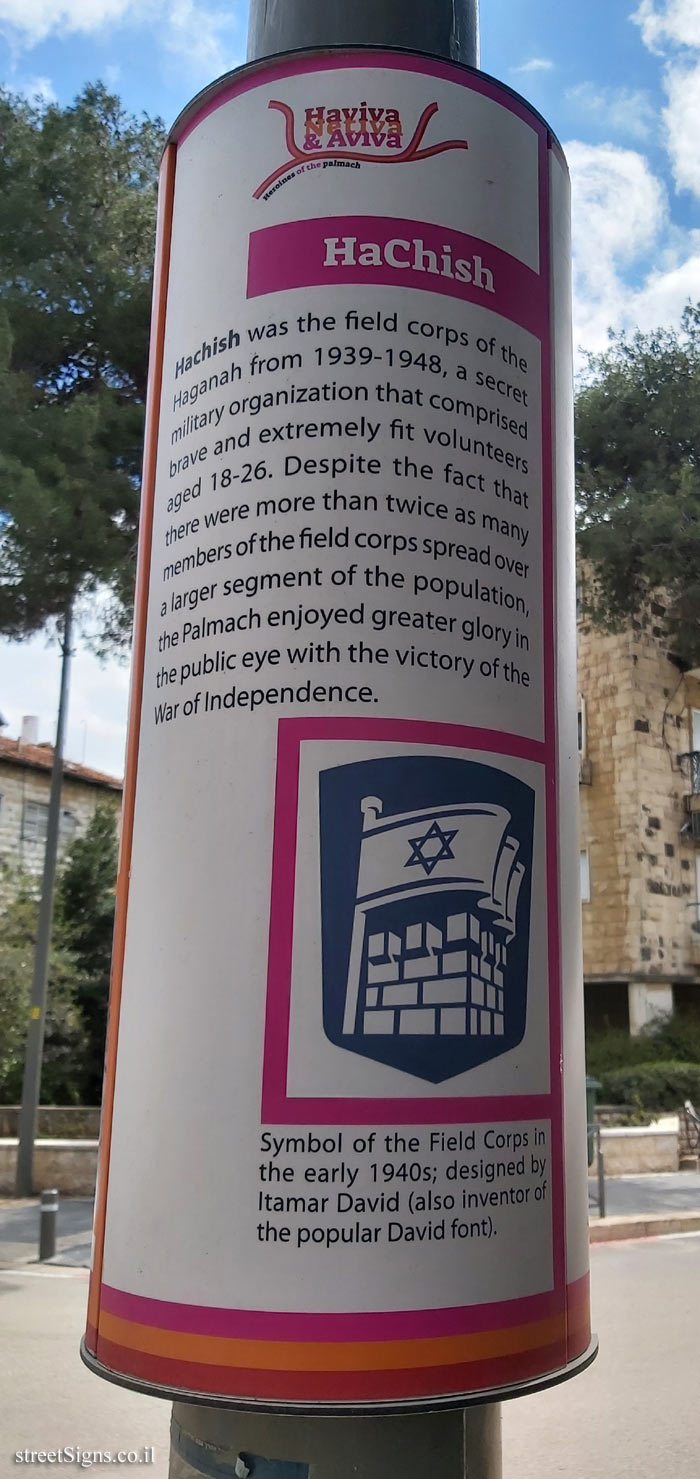 Haviva
Netiva
& Aviva
Heroines of the palmach
HaChish
Hachish was the field corps of the
Haganah from 1939-1948, a secret
military organization that comprised
brave and extremely fit volunteers
aged 18-26. Despite the fact that
there were more than twice as many
members of the field corps spread over
a larger segment of the population,
the Palmach enjoyed greater glory in
the public eye with the victory of the
War of Independence.
Symbol of the Field Corps in
the early 1940s; designed by
Itamar David (also inventor of
the popular David font).
streetSigns.co.il